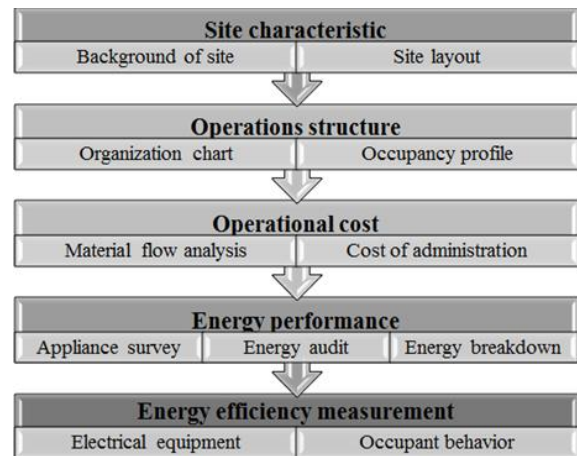 Site characteristic
Background of site Site layout
Operations structure
Organization chart Occupancy profile
Operational cost
Material flow analysis Cost of administration
Energy performance
Appliance survey Energy audit Energy breakdown
Energy efficiency measurement
Electrical equipment Occupant behavior